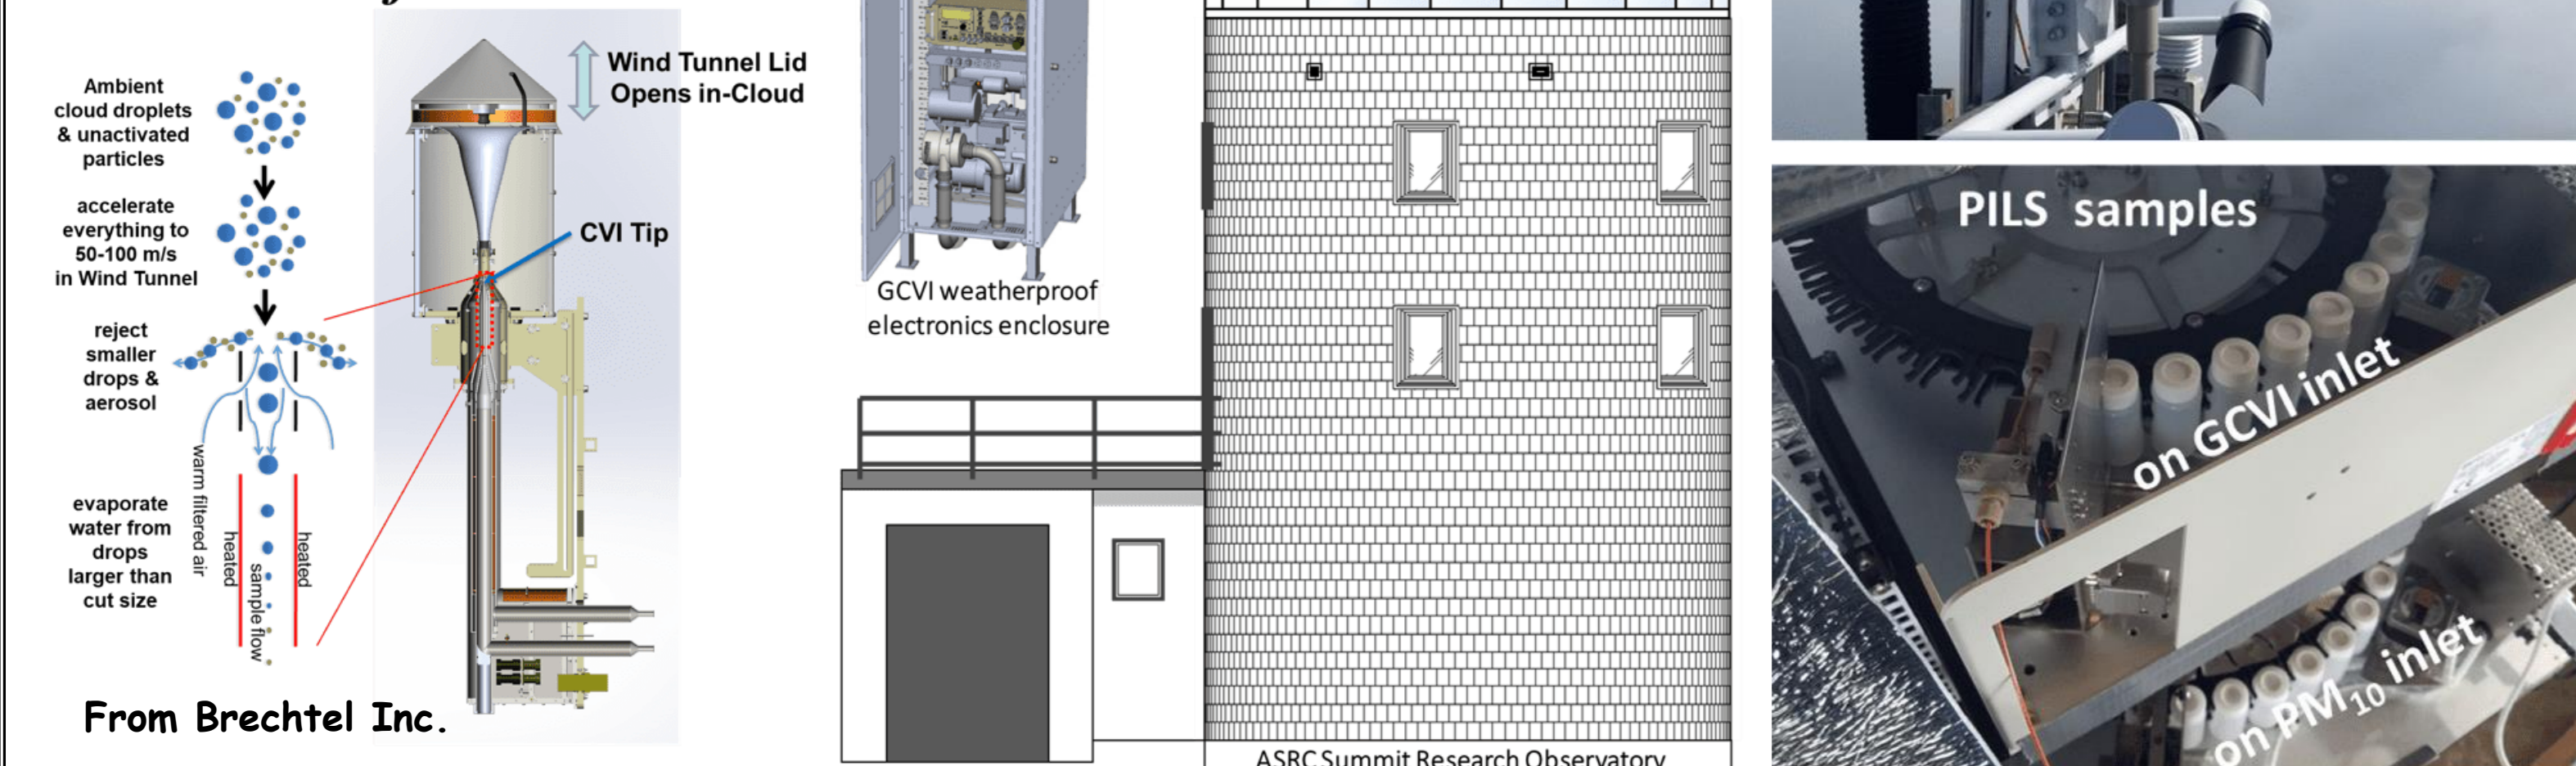 Ambient
cloud droplets
& unactivated
particles
accelerate
everything to
50-100 m/s
in Wind Tunnel
reject
smaller
drops &
aerosol
warm filtered air
evaporate
water from
drops
larger than
cut size
heated
sample flow
heated
From Brechtel Inc.
Wind Tunnel Lid
Opens in-Cloud
CVI Tip
GCVI weatherproof
electronics enclosure
ASRC Summit Research Observatory
PILS samples
on GCVI inlet
on PM₁₀ inlet